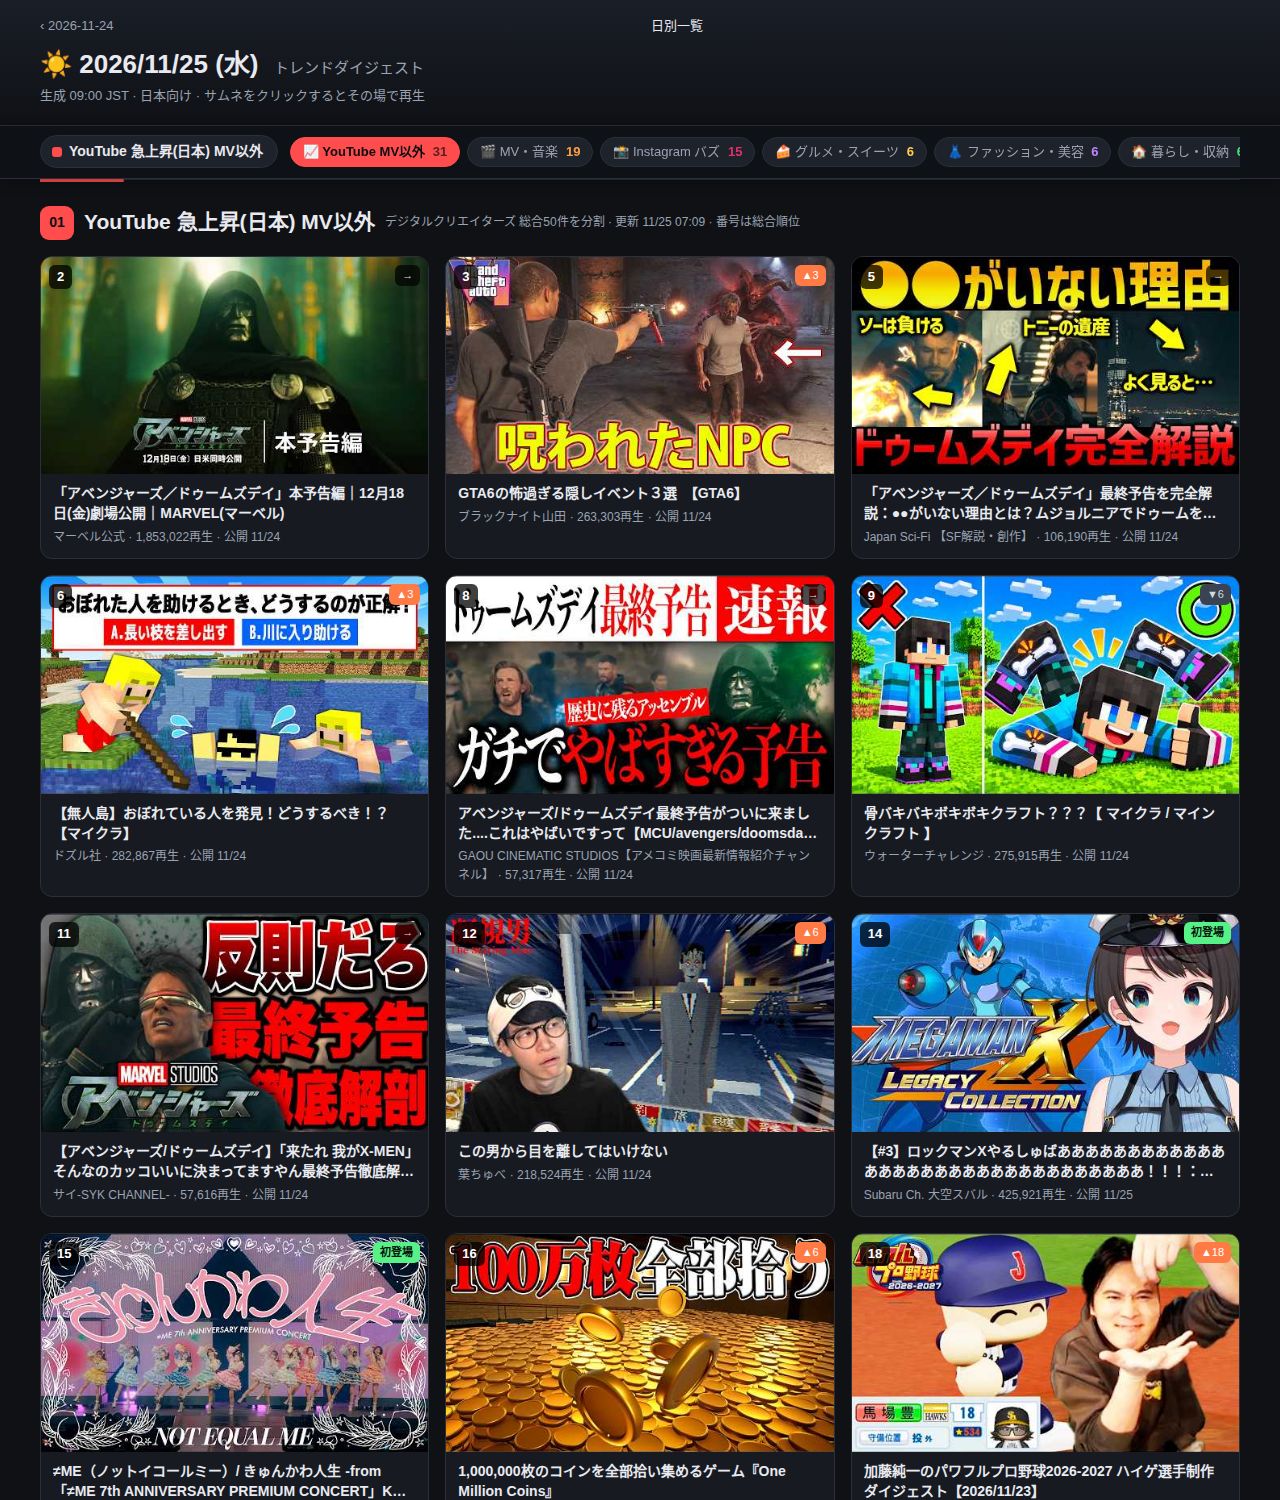 ‹ 2026-11-24
日別一覧
☀️ 2026/11/25 (水) トレンドダイジェスト
生成 09:00 JST · 日本向け · サムネをクリックするとその場で再生
YouTube 急上昇(日本) MV以外
📈 YouTube MV以外 31
🎬 MV・音楽 19
📸 Instagram バズ 15
🍰 グルメ・スイーツ 6
👗 ファッション・美容 6
🏠 暮らし・収納
01 YouTube 急上昇(日本) MV以外 デジタルクリエイターズ 総合50件を分割 · 更新 11/25 07:09 · 番号は総合順位
2
→
MARVEL STUDIOS
アベンジャーズ
12月18日(金) 日米同時公開
本予告編
「アベンジャーズ／ドゥームズデイ」本予告編｜12月18
日(金)劇場公開｜MARVEL(マーベル)
マーベル公式 · 1,853,022再生 · 公開 11/24
3
▲3
grand
theft
auto
呪われたNPC
GTA6の怖過ぎる隠しイベント３選 【GTA6】
ブラックナイト山田 · 263,303再生 · 公開 11/24
5
→
●●がいない理由
ソーは負ける
トニーの遺産
よく見ると…
ドゥームズデイ完全解説
「アベンジャーズ／ドゥームズデイ」最終予告を完全解
説：●●がいない理由とは？ムジョルニアでドゥームを…
Japan Sci-Fi 【SF解説・創作】 · 106,190再生 · 公開 11/24
6
▲3
おぼれた人を助けるとき、どうするのが正解？
A.長い枝を差し出す
B.川に入り助ける
【無人島】おぼれている人を発見！どうするべき！？
【マイクラ】
ドズル社 · 282,867再生 · 公開 11/24
8
→
ドゥームズデイ最終予告 速報
歴史に残るアッセンブル
ガチでやばすぎる予告
アベンジャーズ/ドゥームズデイ最終予告がついに来まし
た....これはやばいですって【MCU/avengers/doomsda…
GAOU CINEMATIC STUDIOS【アメコミ映画最新情報紹介チャン
ネル】 · 57,317再生 · 公開 11/24
9
▼6
骨バキバキボキボキクラフト？？？【 マイクラ / マイン
クラフト 】
ウォーターチャレンジ · 275,915再生 · 公開 11/24
11
→
反則だろ
最終予告
徹底解剖
MARVEL STUDIOS
アベンジャーズ
ドゥームズデイ
【アベンジャーズ/ドゥームズデイ】「来たれ 我がX-MEN」
そんなのカッコいいに決まってますやん最終予告徹底解…
サイ-SYK CHANNEL- · 57,616再生 · 公開 11/24
12
▲6
この男から目を離してはいけない
葉ちゅべ · 218,524再生 · 公開 11/24
14
初登場
MEGAMAN X
LEGACY
COLLECTION
【#3】ロックマンXやるしゅばああああああああああああ
ああああああああああああああああああああ！！！：…
Subaru Ch. 大空スバル · 425,921再生 · 公開 11/25
15
初登場
きゅんかわ人生
≠ME 7th ANNIVERSARY PREMIUM CONCERT
NOT EQUAL ME
≠ME（ノットイコールミー）/ きゅんかわ人生 -from
「≠ME 7th ANNIVERSARY PREMIUM CONCERT」K…
16
▲6
100万枚全部拾う
1,000,000枚のコインを全部拾い集めるゲーム『One
Million Coins』
18
▲18
プロ野球
2026-2027
J
馬場豊
HAWKS
18
★534
守備位置 投 外
加藤純一のパワフルプロ野球2026-2027 ハイゲ選手制作
ダイジェスト【2026/11/23】